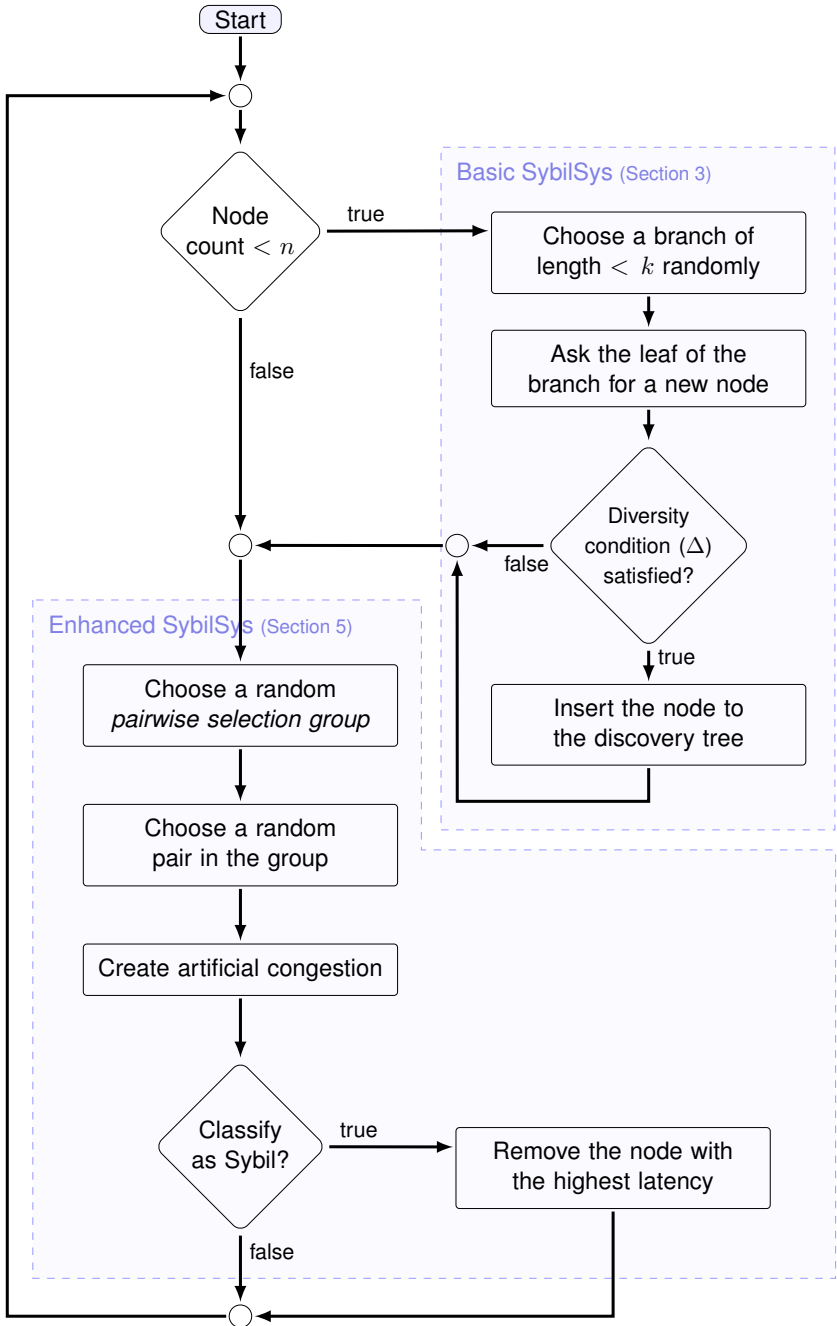 Start
Node
count < n
true
false
Basic SybilSys (Section 3)
Choose a branch of
length < k randomly
Ask the leaf of the
branch for a new node
Diversity
condition (Δ)
satisfied?
false
true
Insert the node to
the discovery tree
Enhanced SybilSys (Section 5)
Choose a random
pairwise selection group
Choose a random
pair in the group
Create artificial congestion
Classify
as Sybil?
true
false
Remove the node with
the highest latency